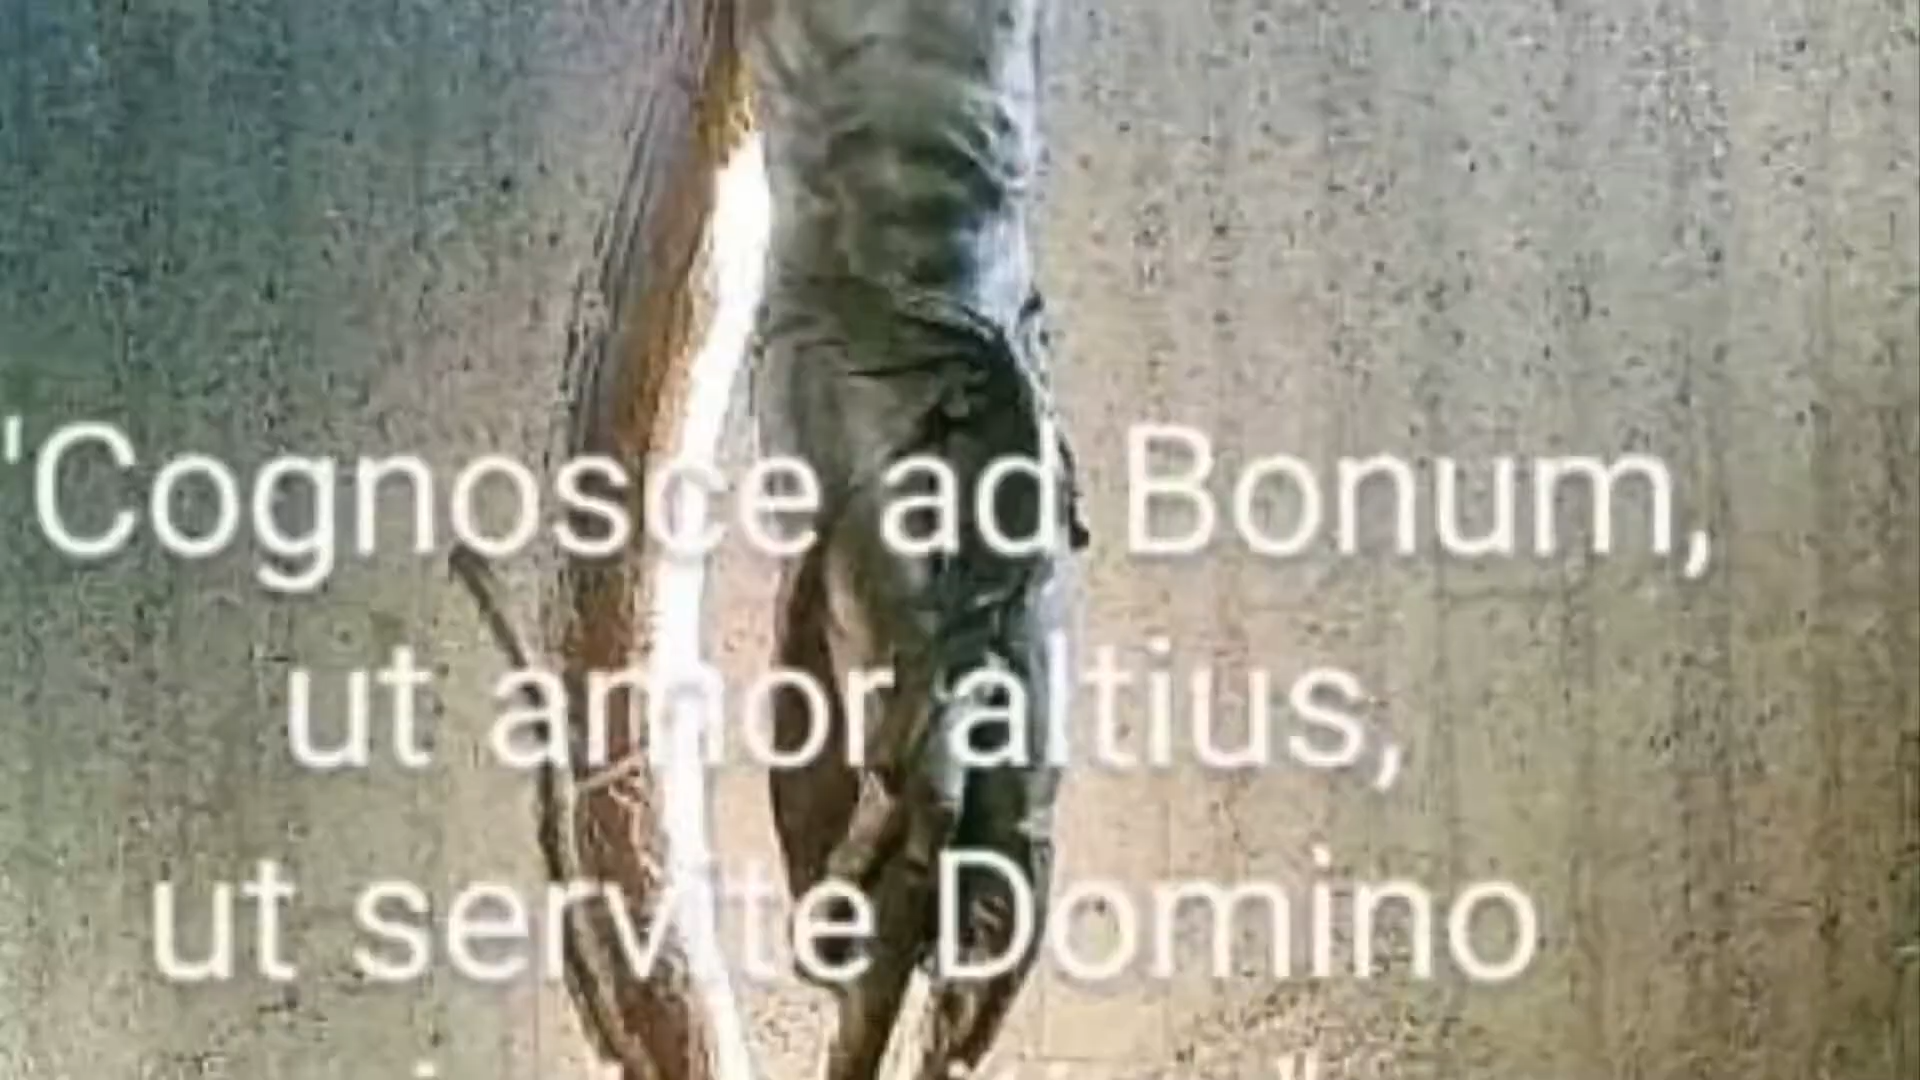 'Cognosce ad Bonum,
ut amor altius,
ut servite Domino